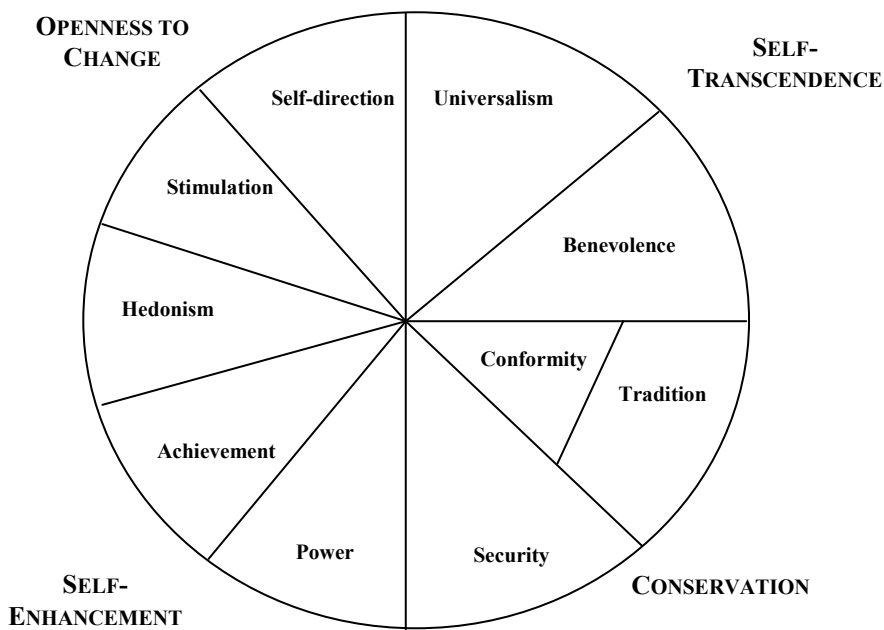 OPENNESS TO
CHANGE
SELF-
TRANSCENDENCE
Self-direction
Universalism
Stimulation
Benevolence
Hedonism
Conformity
Tradition
Achievement
Power
Security
SELF-
ENHANCEMENT
CONSERVATION